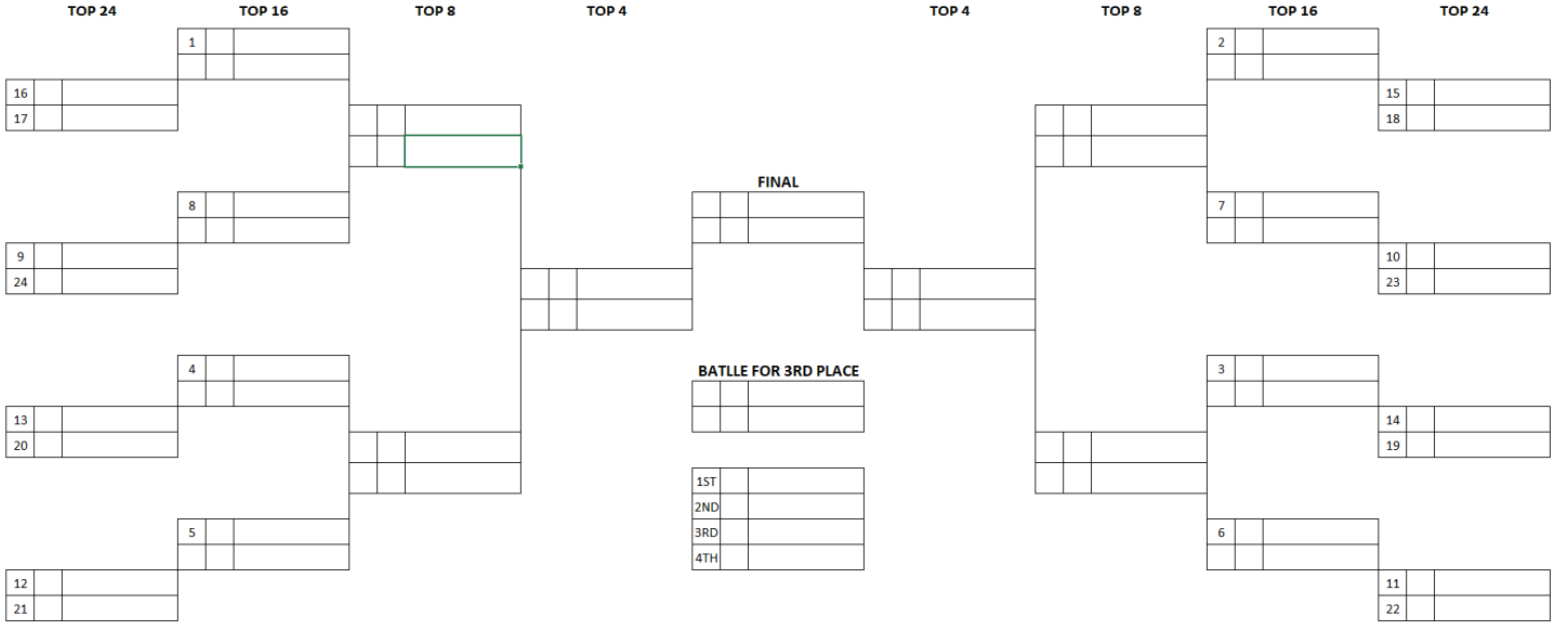 TOP 24 TOP 16 TOP 8 TOP 4 TOP 4 TOP 8 TOP 16 TOP 24
1 2
16 15
17 18
FINAL
8 7
9 10
24 23
4 3
BATLLE FOR 3RD PLACE
13 14
20 19
1ST
2ND
5 3RD 6
4TH
12 11
21 22